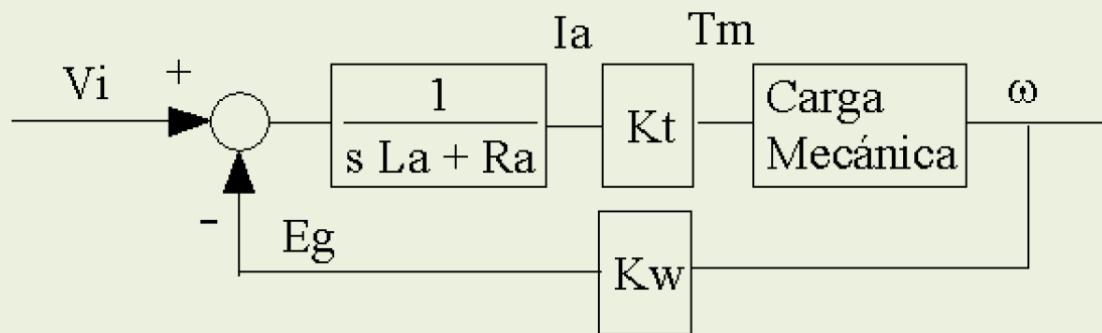 Ia
Tm
Vi
+
1
s La + Ra
Kt
Carga
Mecánica
ω
-
Eg
Kw